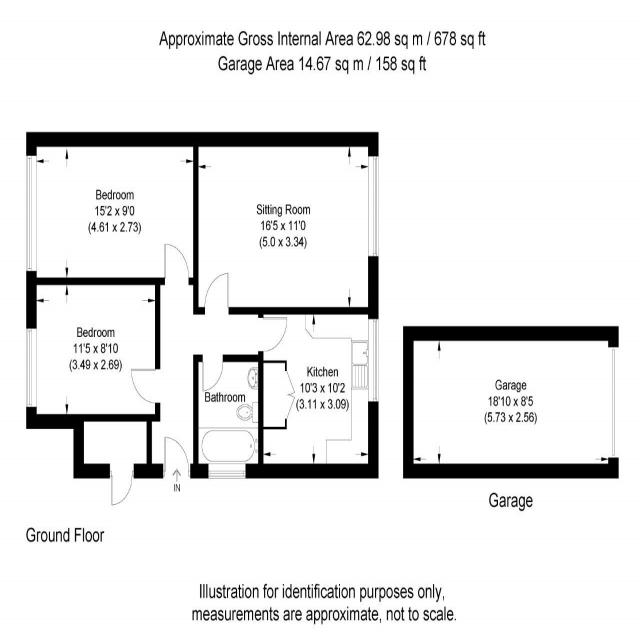 Approximate Gross Internal Area 62.98 sq m / 678 sq ft
Garage Area 14.67 sq m / 158 sq ft
Bedroom
15'2 x 9'0
(4.61 x 2.73)
Sitting Room
16'5 x 11'0
(5.0 x 3.34)
Bedroom
11'5 x 8'10
(3.49 x 2.69)
Bathroom
Kitchen
10'3 x 10'2
(3.11 x 3.09)
Garage
18'10 x 8'5
(5.73 x 2.56)
IN
Garage
Ground Floor
Illustration for identification purposes only,
measurements are approximate, not to scale.